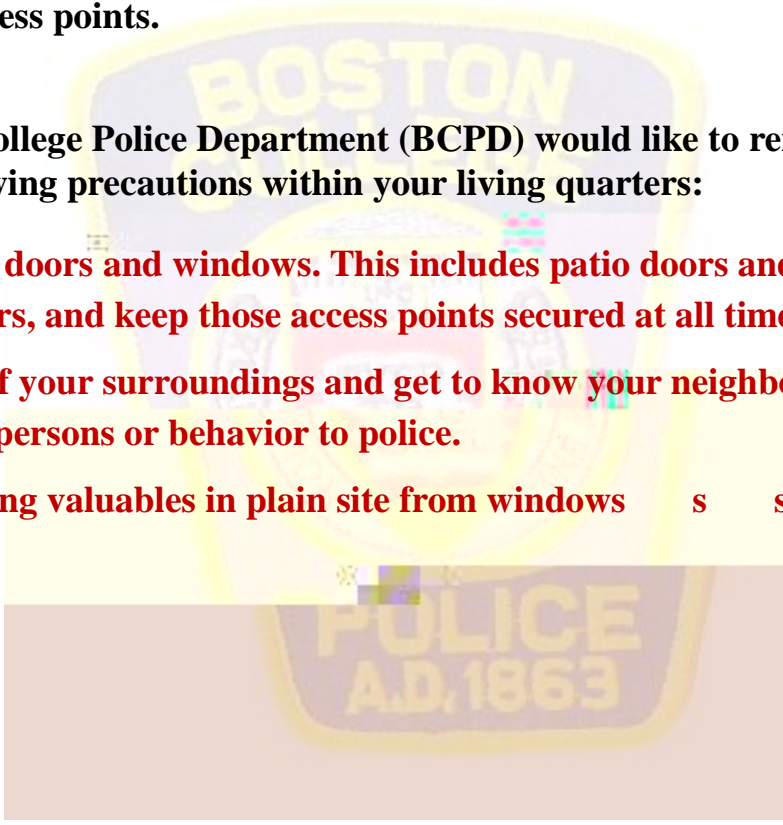 ess points.
BOSTON
COLLEGE
ollege Police Department (BCPD) would like to re
ving precautions within your living quarters:
doors and windows. This includes patio doors and
rs, and keep those access points secured at all time
f your surroundings and get to know your neighb
persons or behavior to police.
ng valuables in plain site from windows s s
POLICE
A.D. 1863